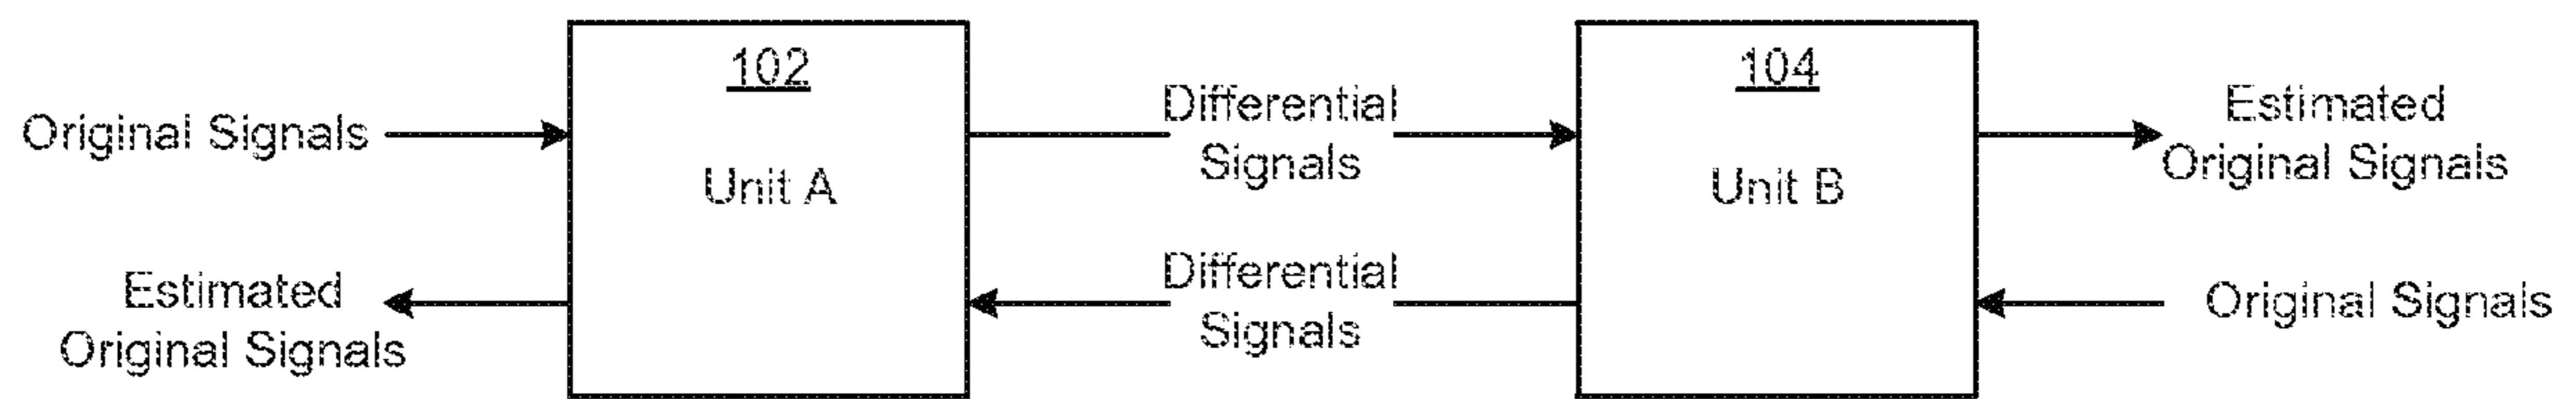 Original Signals
Estimated
Original Signals
102
Unit A
Differential
Signals
Differential
Signals
104
Unit B
Estimated
Original Signals
Original Signals